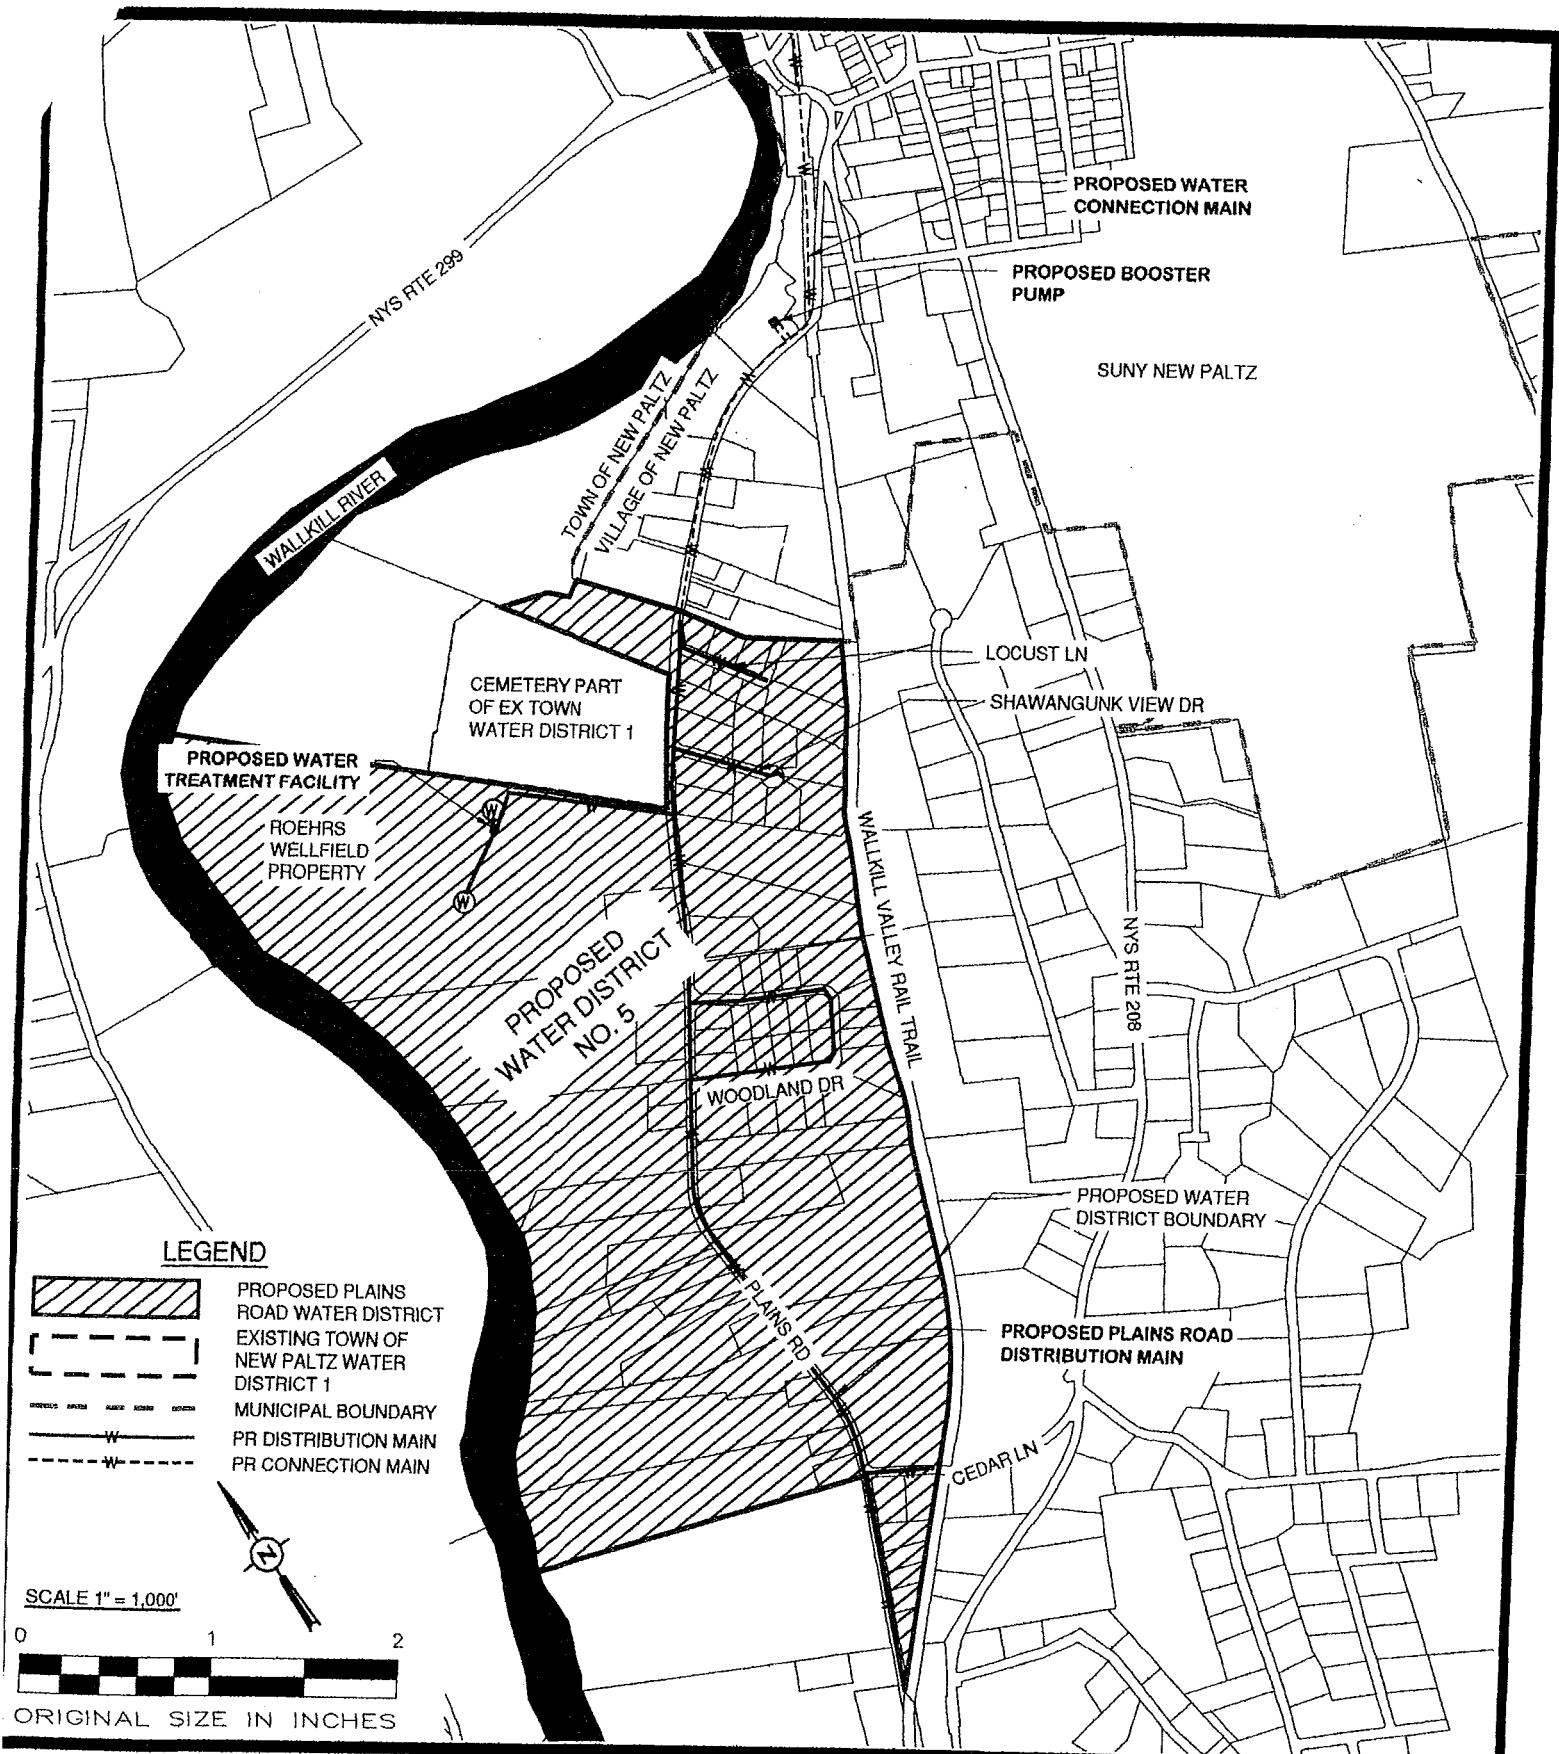 PROPOSED WATER
CONNECTION MAIN
NYS RTE 299
PROPOSED BOOSTER
PUMP
SUNY NEW PALTZ
TOWN OF NEW PALTZ
VILLAGE OF NEW PALTZ
WALLKILL RIVER
LOCUST LN
CEMETERY PART
OF EX TOWN
WATER DISTRICT 1
SHAWANGUNK VIEW DR
PROPOSED WATER
TREATMENT FACILITY
ROEHRS
WELLFIELD
PROPERTY
W
W
WALLKILL VALLEY RAIL TRAIL
NYS RTE 208
PROPOSED
WATER DISTRICT
NO. 5
WOODLAND DR
PROPOSED WATER
DISTRICT BOUNDARY
PLAINS RD
PROPOSED PLAINS ROAD
DISTRIBUTION MAIN
CEDAR LN
LEGEND
PROPOSED PLAINS
ROAD WATER DISTRICT
EXISTING TOWN OF
NEW PALTZ WATER
DISTRICT 1
MUNICIPAL BOUNDARY
W PR DISTRIBUTION MAIN
W PR CONNECTION MAIN
N
SCALE 1" = 1,000'
0 1 2
ORIGINAL SIZE IN INCHES